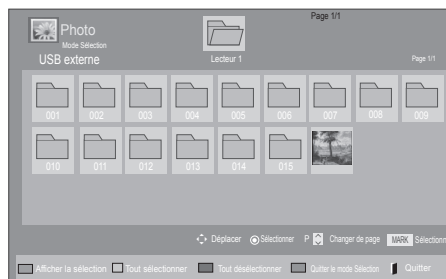 Page 1/1
Photo
Mode Sélection
USB externe
Lecteur 1
Page 1/1
001 002 003 004 005 006 007 008 009
010 011 012 013 014 015
Déplacer Sélectionner P Changer de page MARK Sélectionn
Afficher la sélection Tout sélectionner Tout désélectionner Quitter le mode Sélection Quitter